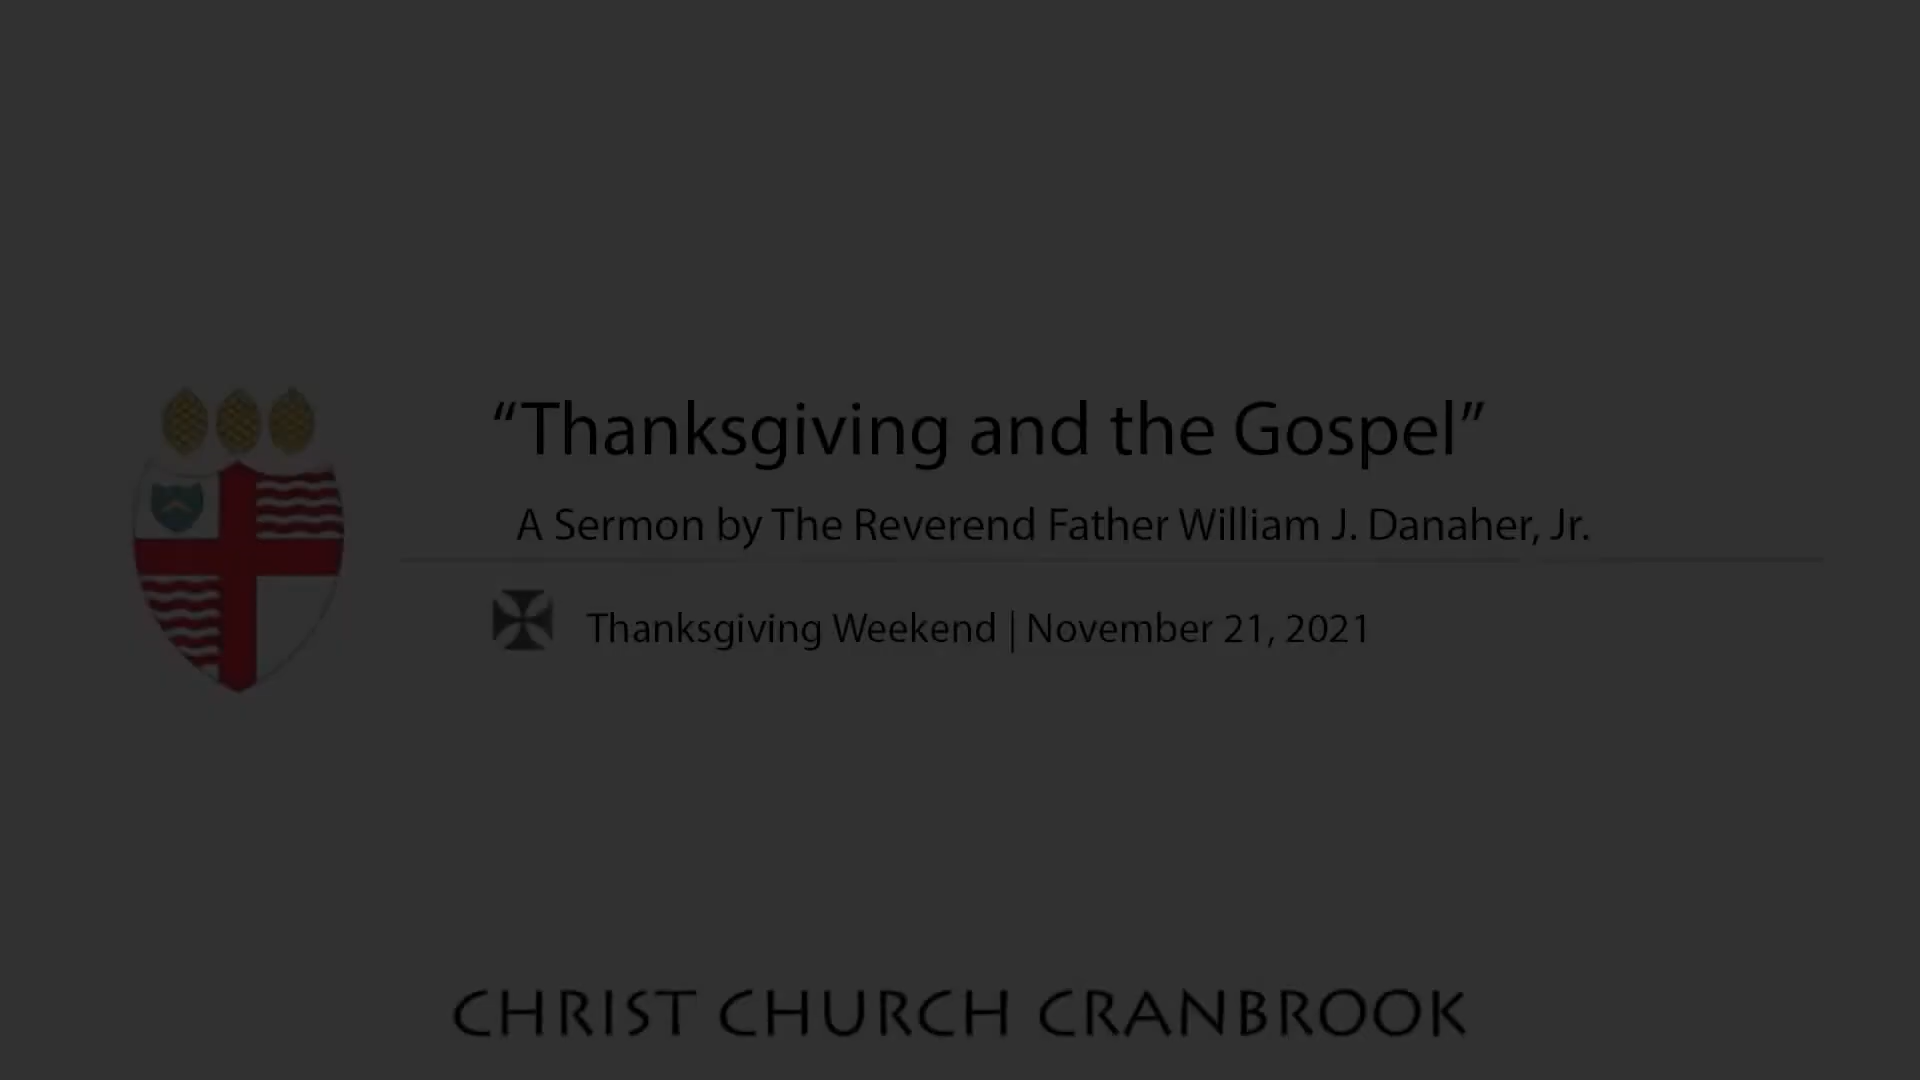 “Thanksgiving and the Gospel”
A Sermon by The Reverend Father William J. Danaher, Jr.
Thanksgiving Weekend | November 21, 2021
CHRIST CHURCH CRANBROOK